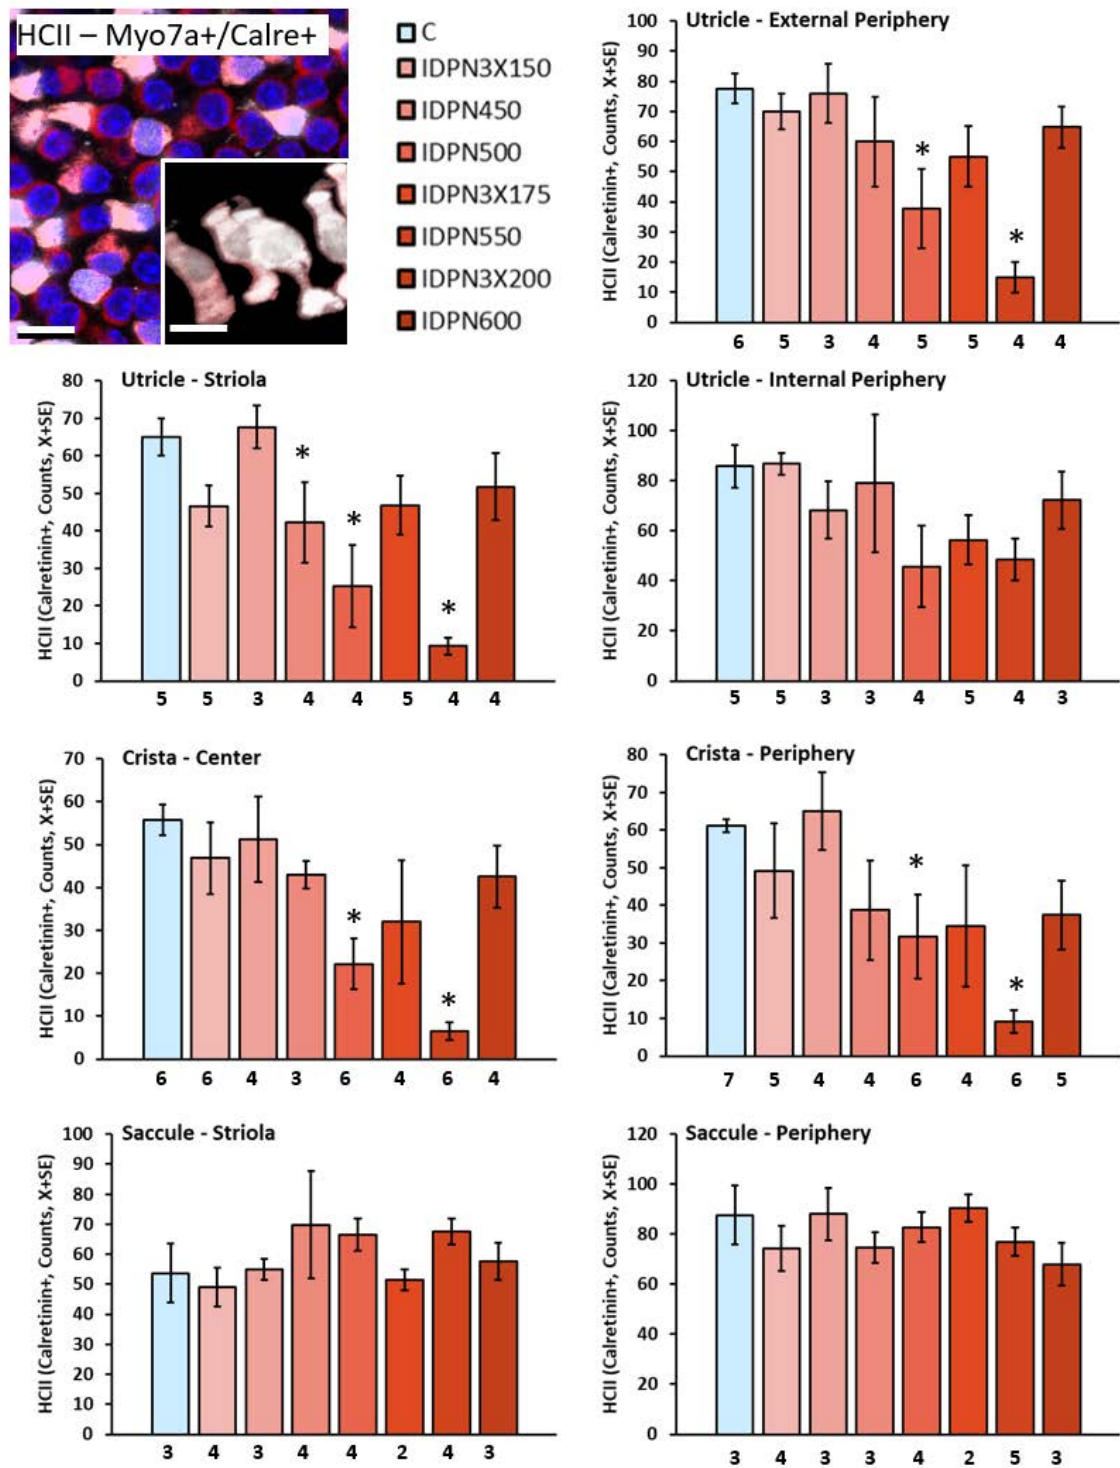 HCII – Myo7a+/Calre+
C
IDPN3X150
IDPN450
IDPN500
IDPN3X175
IDPN550
IDPN3X200
IDPN600
Utricle - External Periphery
HCII (Calretinin+, Counts, X+SE)
100
90
80
70
60
50
40
30
20
10
0
*
*
6 5 3 4 5 5 4 4
Utricle - Striola
HCII (Calretinin+, Counts, X+SE)
80
70
60
50
40
30
20
10
0
*
*
*
5 5 3 4 4 5 4 4
Utricle - Internal Periphery
HCII (Calretinin+, Counts, X+SE)
120
100
80
60
40
20
0
5 5 3 3 4 5 4 3
Crista - Center
HCII (Calretinin+, Counts, X+SE)
70
60
50
40
30
20
10
0
*
*
6 6 4 3 6 4 6 4
Crista - Periphery
HCII (Calretinin+, Counts, X+SE)
80
70
60
50
40
30
20
10
0
*
*
7 5 4 4 6 4 6 5
Saccule - Striola
HCII (Calretinin+, Counts, X+SE)
100
90
80
70
60
50
40
30
20
10
0
3 4 3 4 4 2 4 3
Saccule - Periphery
HCII (Calretinin+, Counts, X+SE)
120
100
80
60
40
20
0
3 4 3 3 4 2 5 3